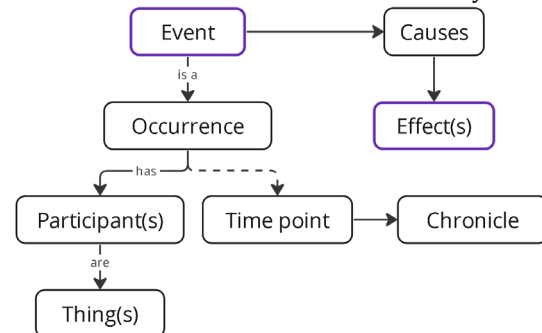 Event
Causes
is a
Occurrence
Effect(s)
has
Participant(s)
Time point
Chronicle
are
Thing(s)